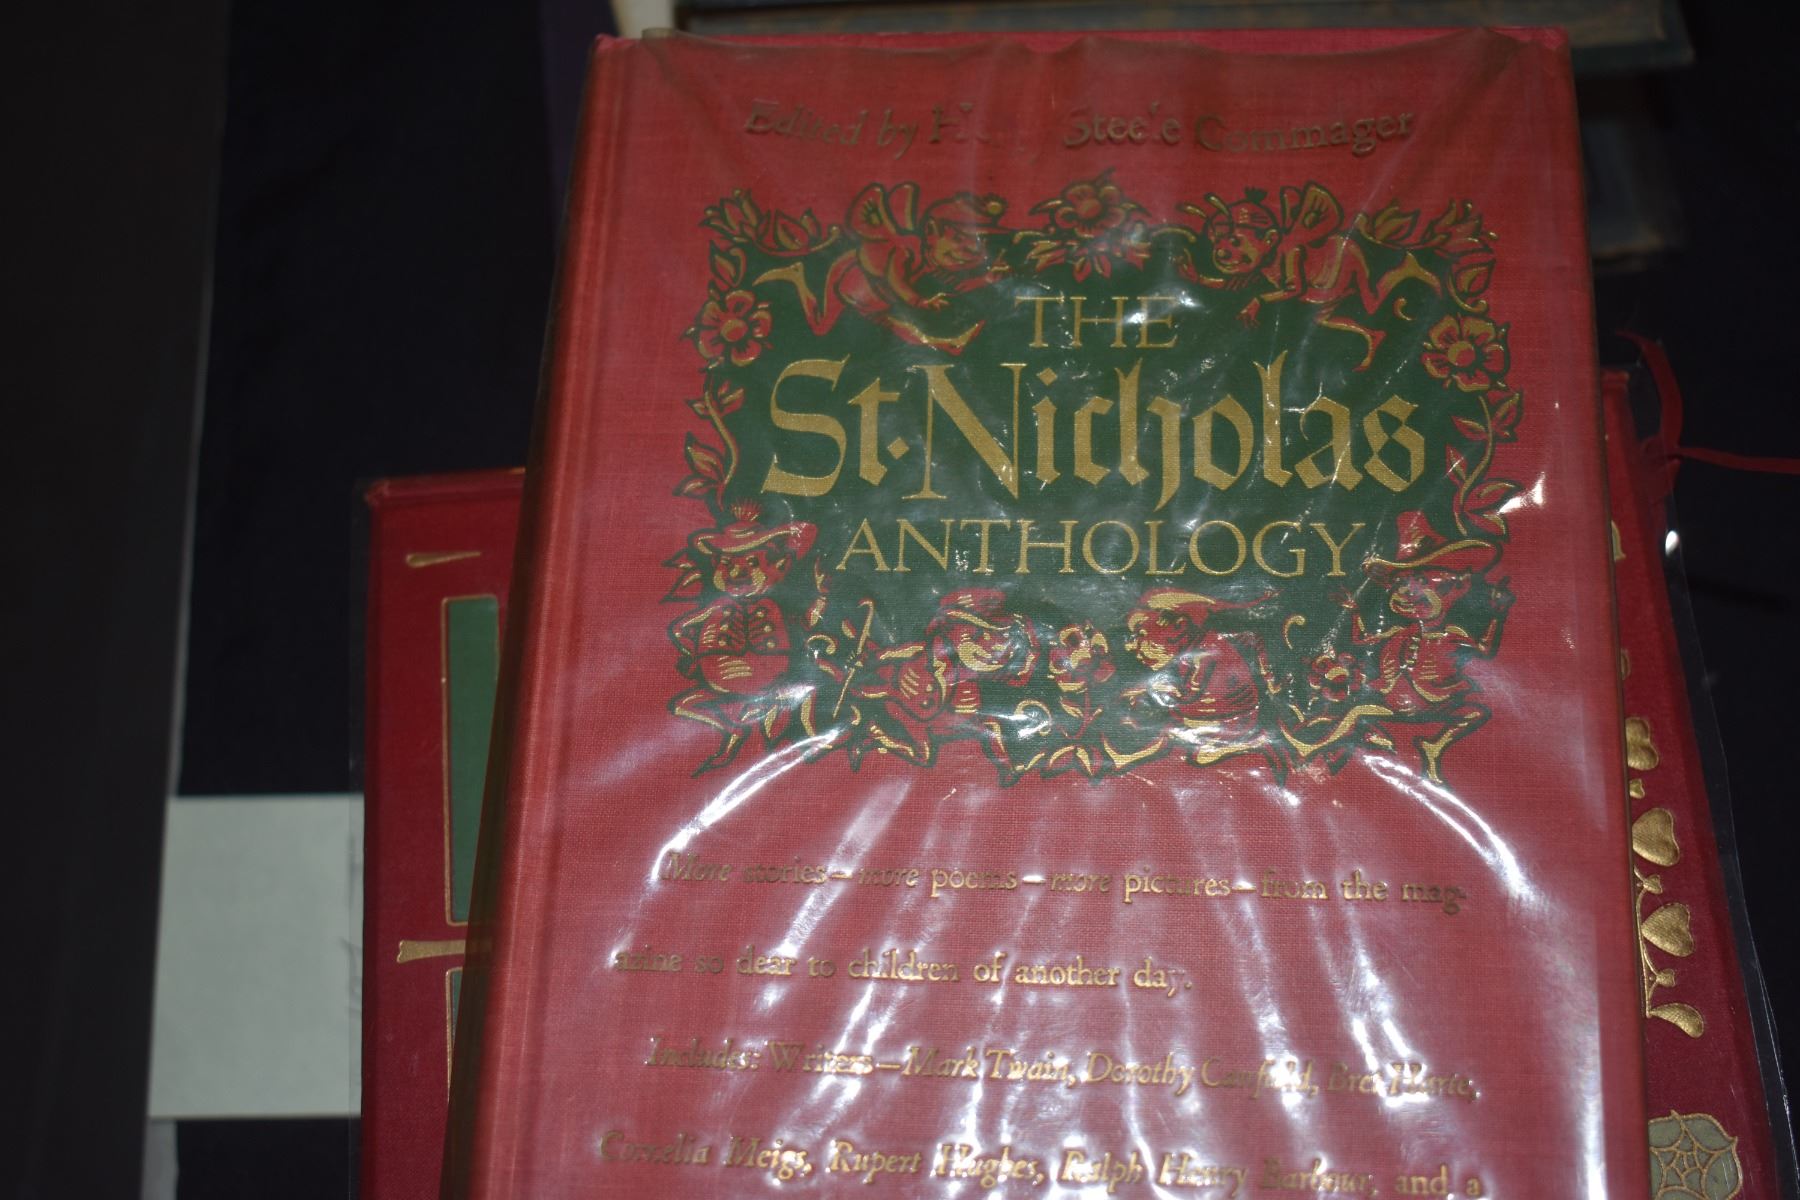 Edited by Henry Steele Commager
THE
St. Nicholas
ANTHOLOGY
More stories—more poems—more pictures—from the mag-
azine so dear to children of another day.
Includes: Writers—Mark Twain, Dorothy Canfield, Bret Harte,
Cornelia Meigs, Rupert Hughes, Ralph Henry Barbour, and a